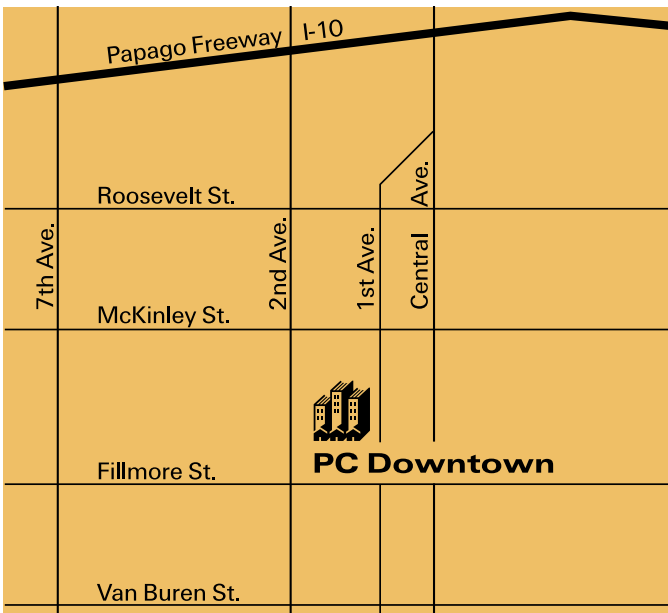 Papago Freeway I-10
Roosevelt St.
7th Ave.
2nd Ave.
1st Ave.
Central Ave.
McKinley St.
PC Downtown
Fillmore St.
Van Buren St.